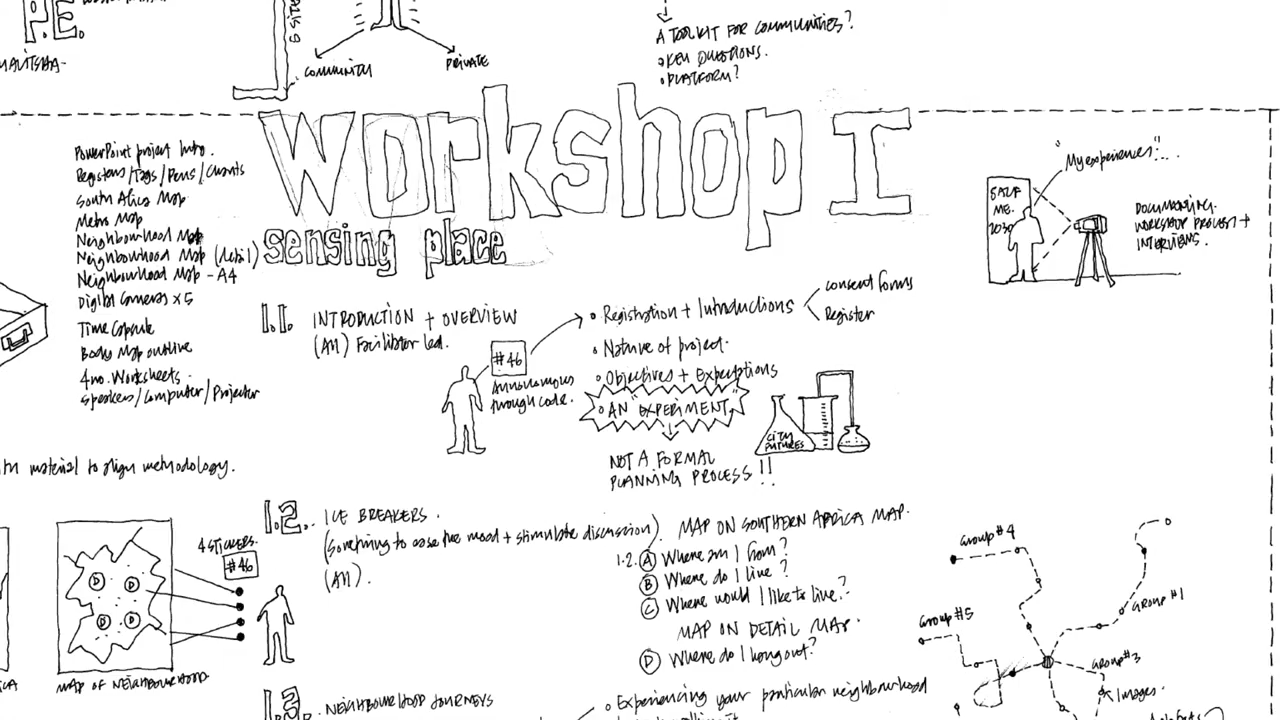 P.E.
COMMUNITY
PRIVATE
A TOOLKIT FOR COMMUNITIES?
• KEY QUESTIONS.
• PLATFORM?
Workshop I
sensing place
PowerPoint project Intro.
Registers/Tags/Pens/
South Africa Map
Metro Map
Neighbourhood Map
Neighbourhood Map (detail)
Neighbourhood Map - A4
Digital Cameras x5
Time Capsule
Body Map outline
4no. Worksheets.
Speakers/Computer/Projector
material to align methodology.
"My experiences"....
SALF
ME.
2030
DOCUMENTING
WORKSHOP PROCESS +
INTERVIEWS.
1.1. INTRODUCTION + OVERVIEW
(All) Facilitator led.
#46
Annonomous
through code.
• Registration + Introductions
consent forms
Register
• Nature of project.
• Objectives + Expectations
• AN "EXPERIMENT"
NOT A FORMAL
PLANNING PROCESS!!
CITY
FUTURES
1.2. ICE BREAKERS.
(Something to ease the mood + stimulate discussion).
(All).
MAP ON SOUTHERN AFRICA MAP.
1.2. A Where am I from?
B Where do I live?
C Where would I like to live?
MAP ON DETAIL MAP.
D Where do I hang out?
4 STICKERS.
#46
D D
D D
MAP OF NEIGHBOURHOOD
Group #4
GROUP #1
Group #5
GROUP #3
Images.
1.3. NEIGHBOURHOOD JOURNEYS
• Experiencing your particular neighbourhood